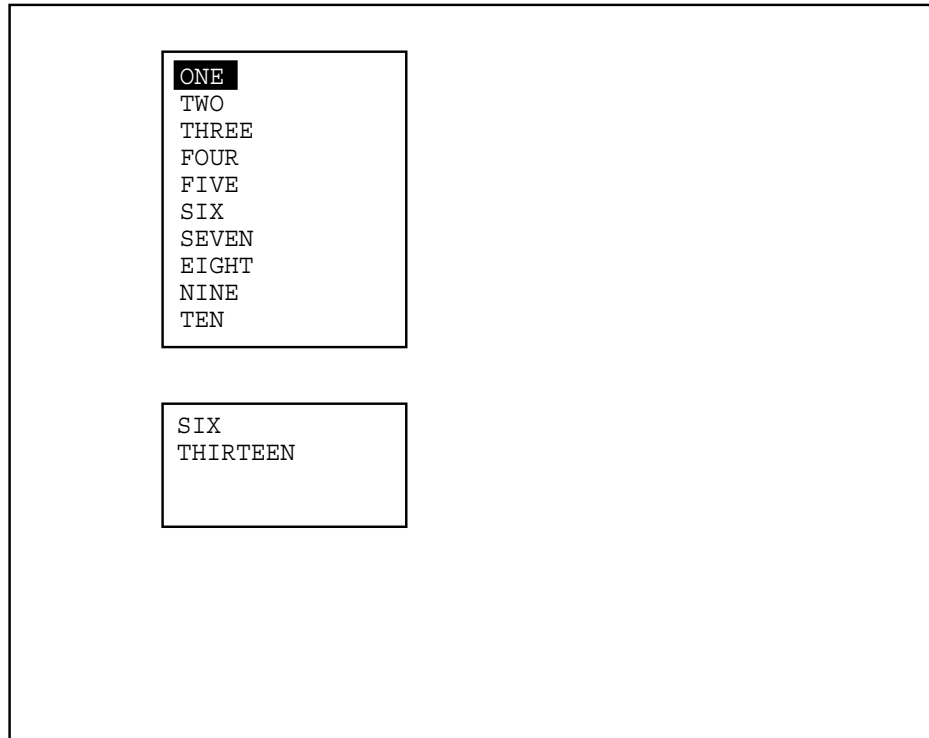 ONE
TWO
THREE
FOUR
FIVE
SIX
SEVEN
EIGHT
NINE
TEN
SIX
THIRTEEN